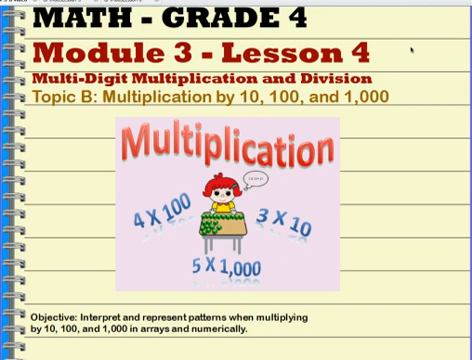 MATH - GRADE 4
Module 3 - Lesson 4
Multi-Digit Multiplication and Division
Topic B: Multiplication by 10, 100, and 1,000
Multiplication
4 X 100
3 X 10
5 X 1,000
Objective: Interpret and represent patterns when multiplying
by 10, 100, and 1,000 in arrays and numerically.